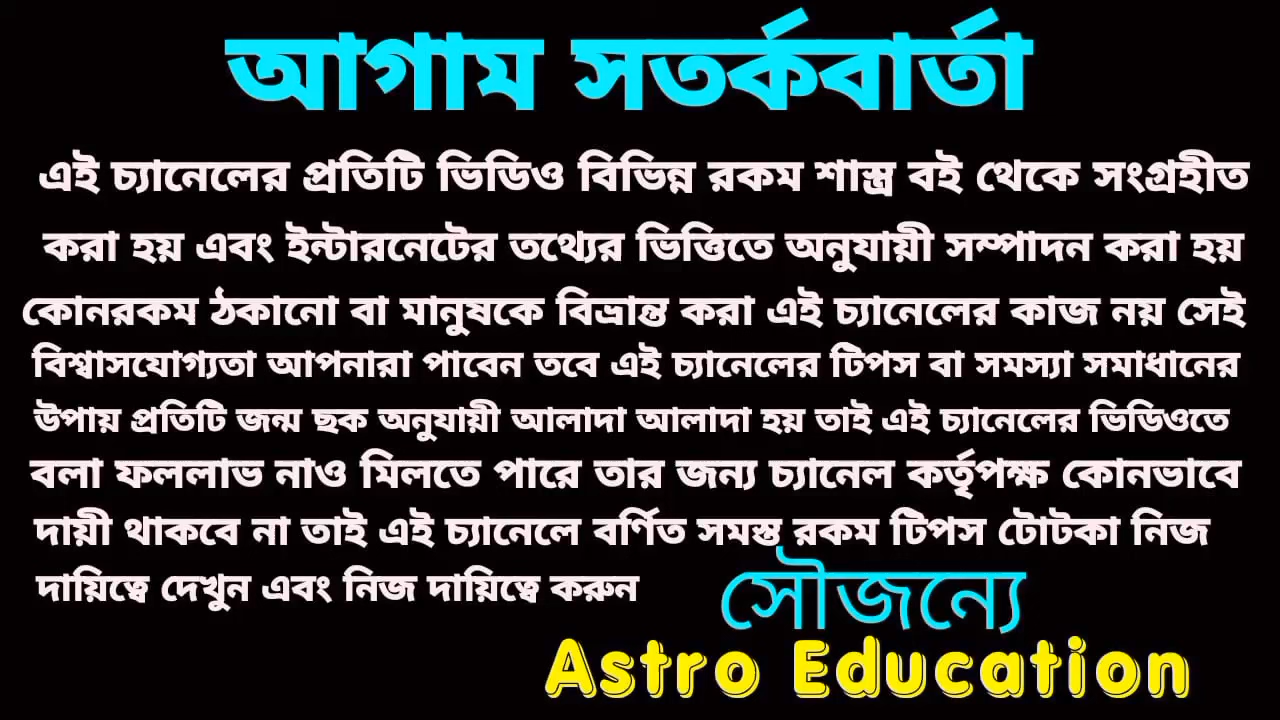 আগাম সতর্কবার্তা
এই চ্যানেলের প্রতিটি ভিডিও বিভিন্ন রকম শাস্ত্র বই থেকে সংগ্রহীত
করা হয় এবং ইন্টারনেটের তথ্যের ভিত্তিতে অনুযায়ী সম্পাদন করা হয়
কোনরকম ঠকানো বা মানুষকে বিভ্রান্ত করা এই চ্যানেলের কাজ নয় সেই
বিশ্বাসযোগ্যতা আপনারা পাবেন তবে এই চ্যানেলের টিপস বা সমস্যা সমাধানের
উপায় প্রতিটি জন্ম ছক অনুযায়ী আলাদা আলাদা হয় তাই এই চ্যানেলের ভিডিওতে
বলা ফললাভ নাও মিলতে পারে তার জন্য চ্যানেল কর্তৃপক্ষ কোনভাবে
দায়ী থাকবে না তাই এই চ্যানেলে বর্ণিত সমস্ত রকম টিপস টোটকা নিজ
দায়িত্বে দেখুন এবং নিজ দায়িত্বে করুন
সৌজন্যে
Astro Education